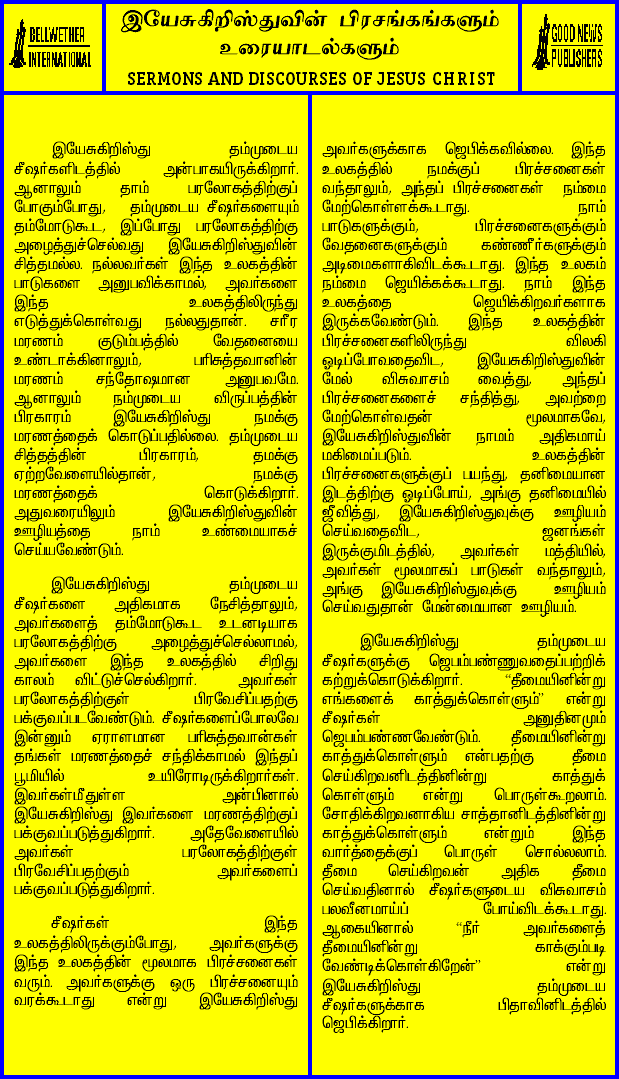 BELLWETHER
INTERNATIONAL
இயேசுகிறிஸ்துவின் பிரசங்கங்களும்
உரையாடல்களும்
SERMONS AND DISCOURSES OF JESUS CHRIST
GOOD NEWS
PUBLISHERS
இயேசுகிறிஸ்து தம்முடைய
சீஷர்களிடத்தில் அன்பாகயிருக்கிறார்.
ஆனாலும் தாம் பரலோகத்திற்குப்
போகும்போது, தம்முடைய சீஷர்களையும்
தம்மோடுகூட, இப்போது பரலோகத்திற்கு
அழைத்துச்செல்வது இயேசுகிறிஸ்துவின்
சித்தமல்ல. நல்லவர்கள் இந்த உலகத்தின்
பாடுகளை அனுபவிக்காமல், அவர்களை
இந்த உலகத்திலிருந்து
எடுத்துக்கொள்வது நல்லதுதான். சரீர
மரணம் குடும்பத்தில் வேதனையை
உண்டாக்கினாலும், பரிசுத்தவானின்
மரணம் சந்தோஷமான அனுபவமே.
ஆனாலும் நம்முடைய விருப்பத்தின்
பிரகாரம் இயேசுகிறிஸ்து நமக்கு
மரணத்தைக் கொடுப்பதில்லை. தம்முடைய
சித்தத்தின் பிரகாரம், தமக்கு
ஏற்றவேளையில்தான், நமக்கு
மரணத்தைக் கொடுக்கிறார்.
அதுவரையிலும் இயேசுகிறிஸ்துவின்
ஊழியத்தை நாம் உண்மையாகச்
செய்யவேண்டும்.
இயேசுகிறிஸ்து தம்முடைய
சீஷர்களை அதிகமாக நேசித்தாலும்,
அவர்களைத் தம்மோடுகூட உடனடியாக
பரலோகத்திற்கு அழைத்துச்செல்லாமல்,
அவர்களை இந்த உலகத்தில் சிறிது
காலம் விட்டுச்செல்கிறார். அவர்கள்
பரலோகத்திற்குள் பிரவேசிப்பதற்கு
பக்குவப்படவேண்டும். சீஷர்களைப்போலவே
இன்னும் ஏராளமான பரிசுத்தவான்கள்
தங்கள் மரணத்தைச் சந்திக்காமல் இந்தப்
பூமியில் உயிரோடிருக்கிறார்கள்.
இவர்கள்மீதுள்ள அன்பினால்
இயேசுகிறிஸ்து இவர்களை மரணத்திற்குப்
பக்குவப்படுத்துகிறார். அதேவேளையில்
அவர்கள் பரலோகத்திற்குள்
பிரவேசிப்பதற்கும் அவர்களைப்
பக்குவப்படுத்துகிறார்.
சீஷர்கள் இந்த
உலகத்திலிருக்கும்போது, அவர்களுக்கு
இந்த உலகத்தின் மூலமாக பிரச்சனைகள்
வரும். அவர்களுக்கு ஒரு பிரச்சனையும்
வரக்கூடாது என்று இயேசுகிறிஸ்து
அவர்களுக்காக ஜெபிக்கவில்லை. இந்த
உலகத்தில் நமக்குப் பிரச்சனைகள்
வந்தாலும், அந்தப் பிரச்சனைகள் நம்மை
மேற்கொள்ளக்கூடாது. நாம்
பாடுகளுக்கும், பிரச்சனைகளுக்கும்
வேதனைகளுக்கும் கண்ணீர்களுக்கும்
அடிமைகளாகிவிடக்கூடாது. இந்த உலகம்
நம்மை ஜெயிக்கக்கூடாது. நாம் இந்த
உலகத்தை ஜெயிக்கிறவர்களாக
இருக்கவேண்டும். இந்த உலகத்தின்
பிரச்சனைகளிலிருந்து விலகி
ஓடிப்போவதைவிட, இயேசுகிறிஸ்துவின்
மேல் விசுவாசம் வைத்து, அந்தப்
பிரச்சனைகளைச் சந்தித்து, அவற்றை
மேற்கொள்வதன் மூலமாகவே,
இயேசுகிறிஸ்துவின் நாமம் அதிகமாய்
மகிமைப்படும். உலகத்தின்
பிரச்சனைகளுக்குப் பயந்து, தனிமையான
இடத்திற்கு ஓடிப்போய், அங்கு தனிமையில்
ஜீவித்து, இயேசுகிறிஸ்துவுக்கு ஊழியம்
செய்வதைவிட, ஜனங்கள்
இருக்குமிடத்தில், அவர்கள் மத்தியில்,
அவர்கள் மூலமாகப் பாடுகள் வந்தாலும்,
அங்கு இயேசுகிறிஸ்துவுக்கு ஊழியம்
செய்வதுதான் மேன்மையான ஊழியம்.
இயேசுகிறிஸ்து தம்முடைய
சீஷர்களுக்கு ஜெபம்பண்ணுவதைப்பற்றிக்
கற்றுக்கொடுக்கிறார். “தீமையினின்று
எங்களைக் காத்துக்கொள்ளும்” என்று
சீஷர்கள் அனுதினமும்
ஜெபம்பண்ணவேண்டும். தீமையினின்று
காத்துக்கொள்ளும் என்பதற்கு தீமை
செய்கிறவனிடத்தினின்று காத்துக்
கொள்ளும் என்று பொருள்கூறலாம்.
சோதிக்கிறவனாகிய சாத்தானிடத்தினின்று
காத்துக்கொள்ளும் என்றும் இந்த
வார்த்தைக்குப் பொருள் சொல்லலாம்.
தீமை செய்கிறவன் அதிக தீமை
செய்வதினால் சீஷர்களுடைய விசுவாசம்
பலவீனமாய்ப் போய்விடக்கூடாது.
ஆகையினால் “நீர் அவர்களைத்
தீமையினின்று காக்கும்படி
வேண்டிக்கொள்கிறேன்” என்று
இயேசுகிறிஸ்து தம்முடைய
சீஷர்களுக்காக பிதாவினிடத்தில்
ஜெபிக்கிறார்.